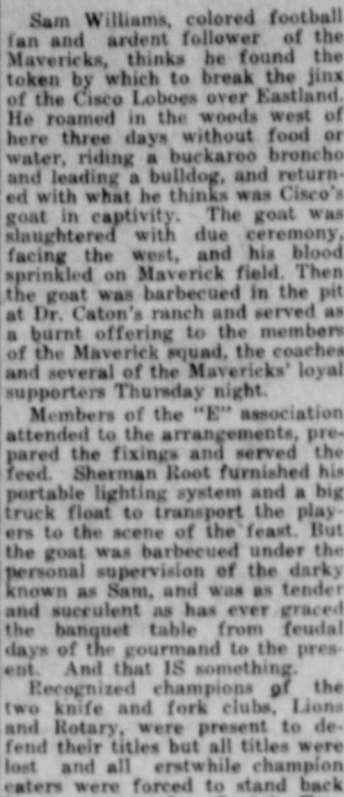 Sam Williams, colored football
fan and ardent follower of the
Mavericks, thinks he found the
token by which to break the jinx
of the Cisco Loboes over Eastland.
He roamed in the woods west of
here three days without food or
water, riding a buckaroo broncho
and leading a bulldog, and return-
ed with what he thinks was Cisco's
goat in captivity. The goat was
slaughtered with due ceremony,
facing the west, and his blood
sprinkled on Maverick field. Then
the goat was barbecued in the pit
at Dr. Caton's ranch and served as
a burnt offering to the members
of the Maverick squad, the coaches
and several of the Mavericks' loyal
supporters Thursday night.
Members of the "E" association
attended to the arrangements, pre-
pared the fixings and served the
feed. Sherman Root furnished his
portable lighting system and a big
truck float to transport the play-
ers to the scene of the feast. But
the goat was barbecued under the
personal supervision of the darky
known as Sam, and was as tender
and succulent as has ever graced
the banquet table from feudal
days of the gourmand to the pres-
ent. And that IS something.
Recognized champions of the
two knife and fork clubs, Lions
and Rotary, were present to de-
fend their titles but all titles were
lost and all erstwhile champion
eaters were forced to stand back